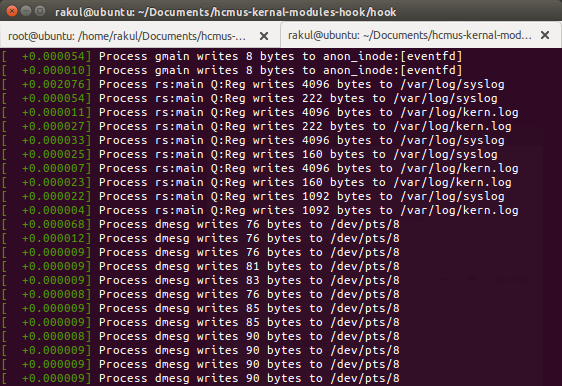 rakul@ubuntu: ~/Documents/hcmus-kernal-modules-hook/hook
root@ubuntu: /home/rakul/Documents/hcmus-...
rakul@ubuntu: ~/Documents/hcmus-kernal-mod...
[  +0.000054] Process gmain writes 8 bytes to anon_inode:[eventfd]
[  +0.000010] Process gmain writes 8 bytes to anon_inode:[eventfd]
[  +0.002076] Process rs:main Q:Reg writes 4096 bytes to /var/log/syslog
[  +0.000054] Process rs:main Q:Reg writes 222 bytes to /var/log/syslog
[  +0.000011] Process rs:main Q:Reg writes 4096 bytes to /var/log/kern.log
[  +0.000027] Process rs:main Q:Reg writes 222 bytes to /var/log/kern.log
[  +0.000033] Process rs:main Q:Reg writes 4096 bytes to /var/log/syslog
[  +0.000025] Process rs:main Q:Reg writes 160 bytes to /var/log/syslog
[  +0.000007] Process rs:main Q:Reg writes 4096 bytes to /var/log/kern.log
[  +0.000023] Process rs:main Q:Reg writes 160 bytes to /var/log/kern.log
[  +0.000022] Process rs:main Q:Reg writes 1092 bytes to /var/log/syslog
[  +0.000004] Process rs:main Q:Reg writes 1092 bytes to /var/log/kern.log
[  +0.000068] Process dmesg writes 76 bytes to /dev/pts/8
[  +0.000012] Process dmesg writes 76 bytes to /dev/pts/8
[  +0.000009] Process dmesg writes 76 bytes to /dev/pts/8
[  +0.000009] Process dmesg writes 81 bytes to /dev/pts/8
[  +0.000009] Process dmesg writes 83 bytes to /dev/pts/8
[  +0.000008] Process dmesg writes 76 bytes to /dev/pts/8
[  +0.000009] Process dmesg writes 85 bytes to /dev/pts/8
[  +0.000009] Process dmesg writes 85 bytes to /dev/pts/8
[  +0.000008] Process dmesg writes 90 bytes to /dev/pts/8
[  +0.000009] Process dmesg writes 90 bytes to /dev/pts/8
[  +0.000009] Process dmesg writes 90 bytes to /dev/pts/8
[  +0.000009] Process dmesg writes 90 bytes to /dev/pts/8